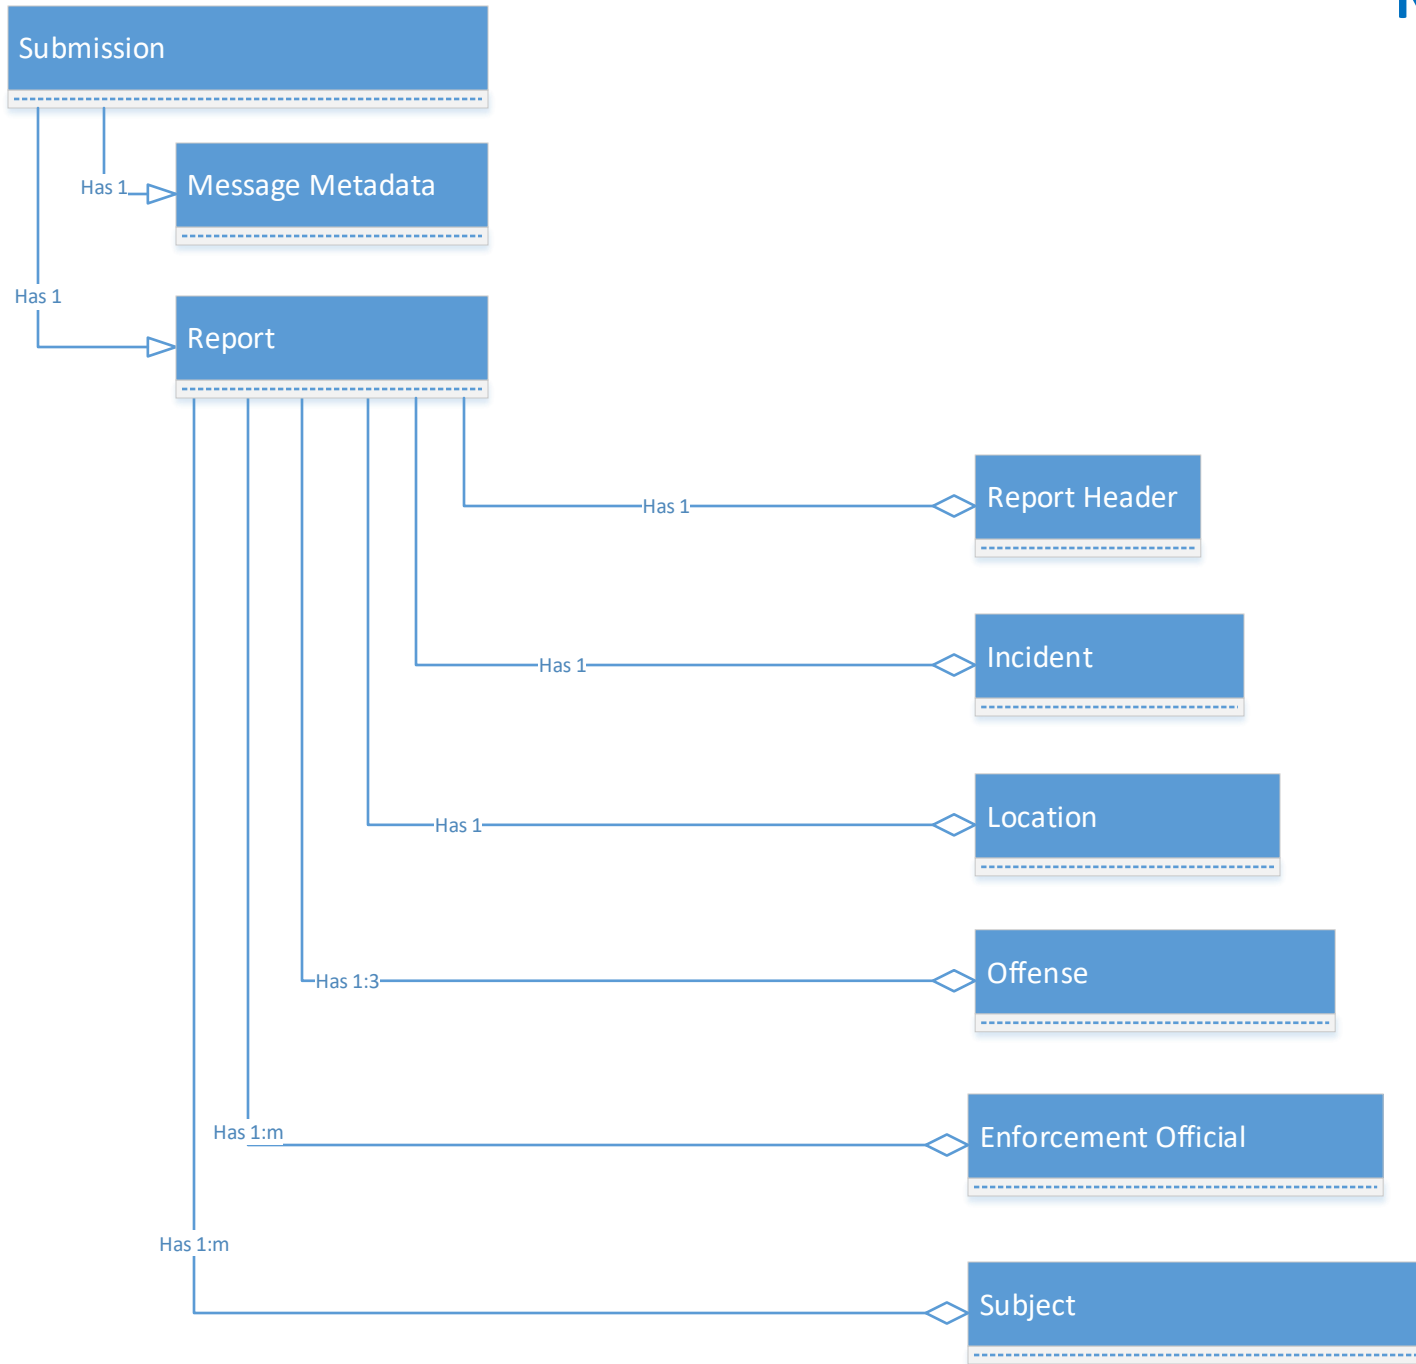 Submission
Has 1
Message Metadata
Has 1
Report
Has 1
Report Header
Has 1
Incident
Has 1
Location
Has 1:3
Offense
Has 1:m
Enforcement Official
Has 1:m
Subject